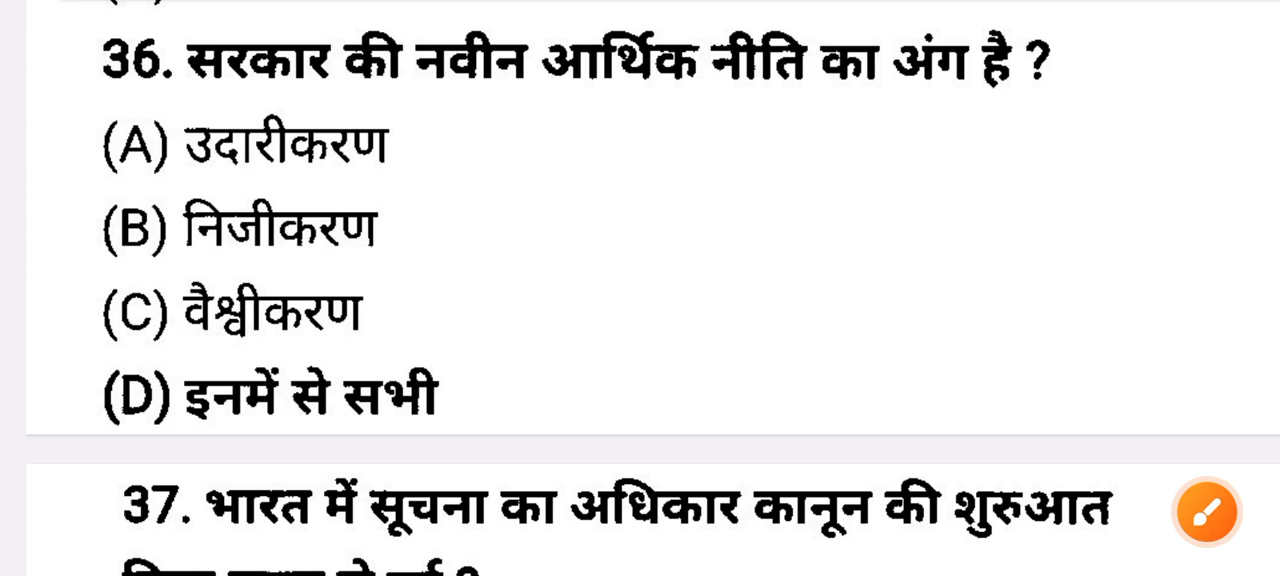 36. सरकार की नवीन आर्थिक नीति का अंग है ?
(A) उदारीकरण
(B) निजीकरण
(C) वैश्वीकरण
(D) इनमें से सभी
37. भारत में सूचना का अधिकार कानून की शुरुआत